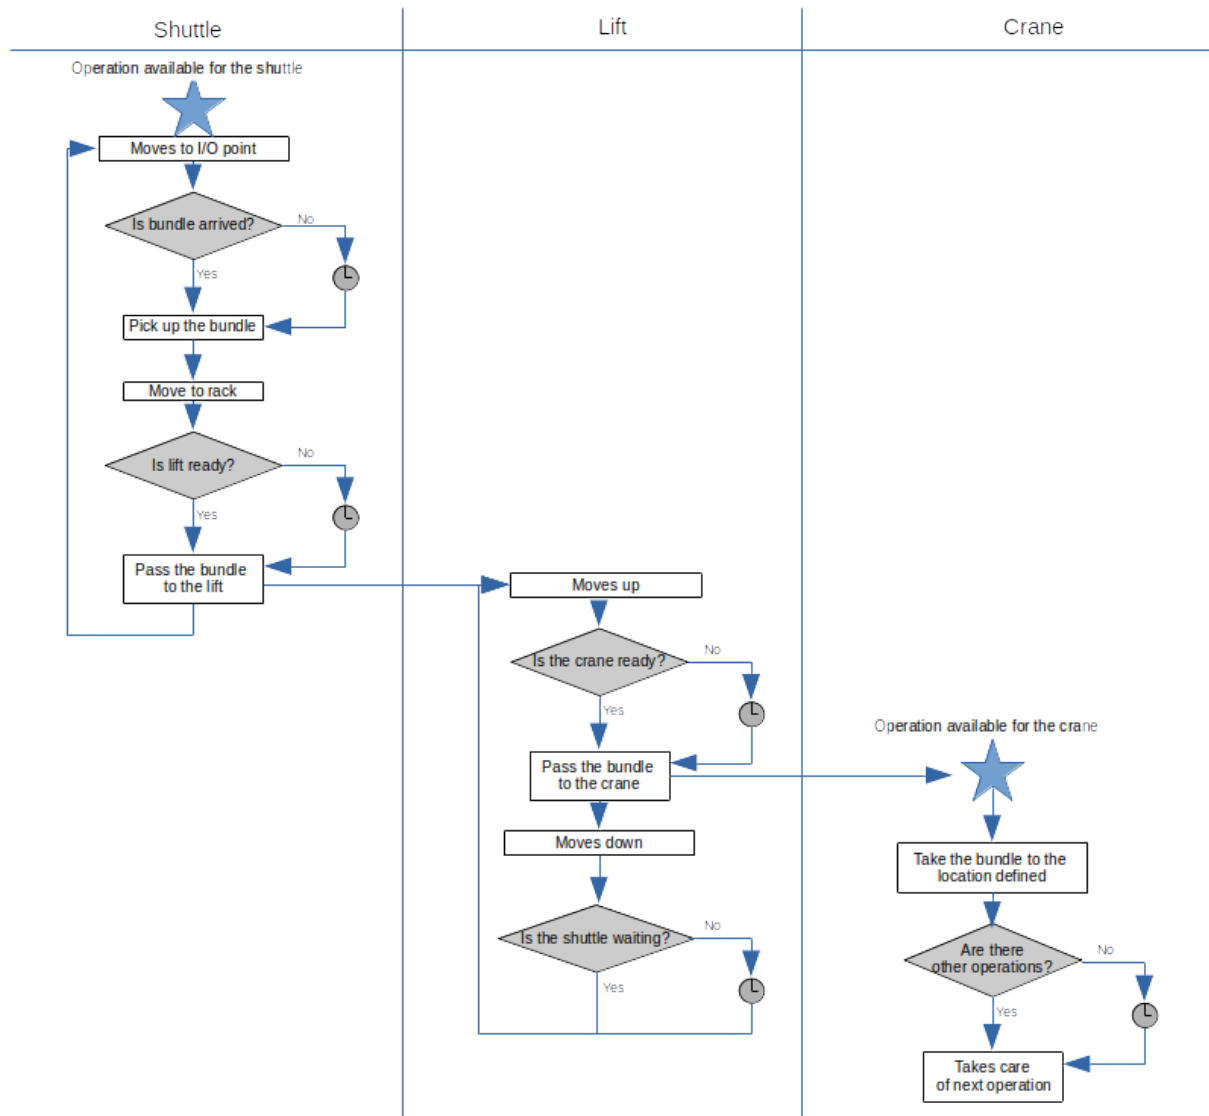 Shuttle
Lift
Crane
Operation available for the shuttle
Moves to I/O point
Is bundle arrived?
No
Yes
Pick up the bundle
Move to rack
Is lift ready?
No
Yes
Pass the bundle
to the lift
Moves up
Is the crane ready?
No
Yes
Pass the bundle
to the crane
Moves down
Is the shuttle waiting?
No
Yes
Operation available for the crane
Take the bundle to the
location defined
Are there
other operations?
No
Yes
Takes care
of next operation